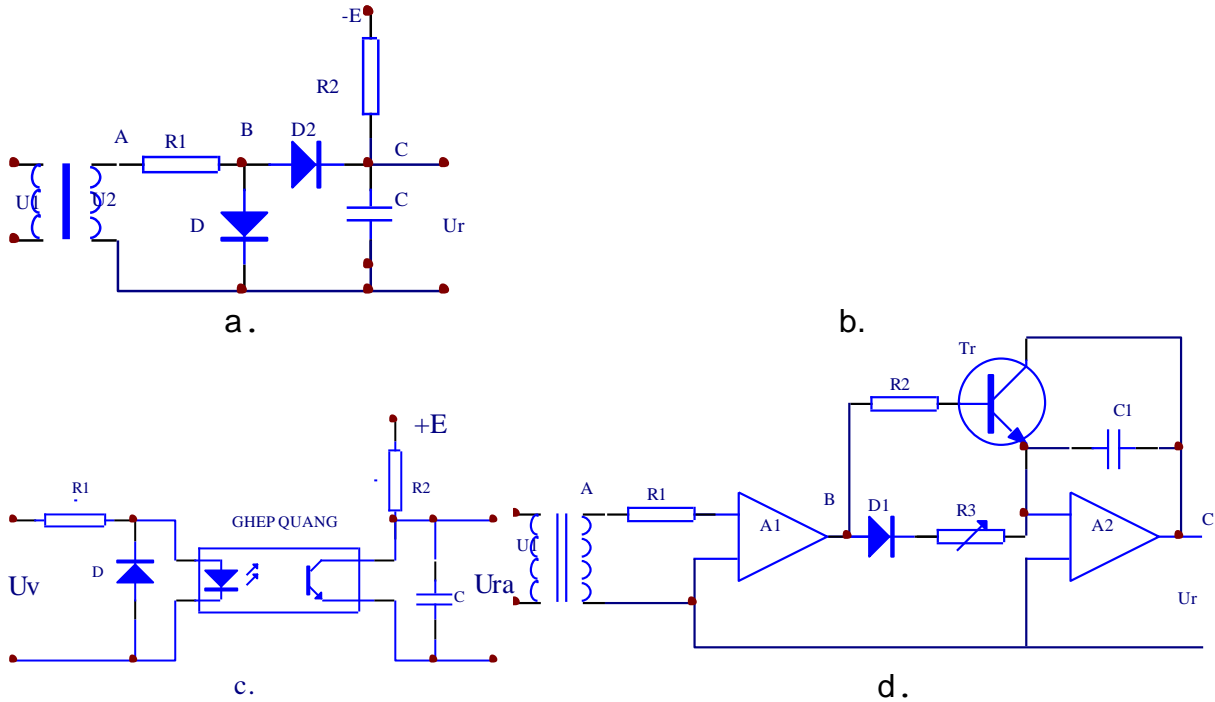 -E
R2
A
R1
B
D2
C
U1
U2
D
C
Ur
a.
b.
Tr
R2
C1
+E
R1
R2
GHEP QUANG
A
R1
B
D1
R3
C
A1
A2
U1
D
Uv
C
Ura
Ur
c.
d.